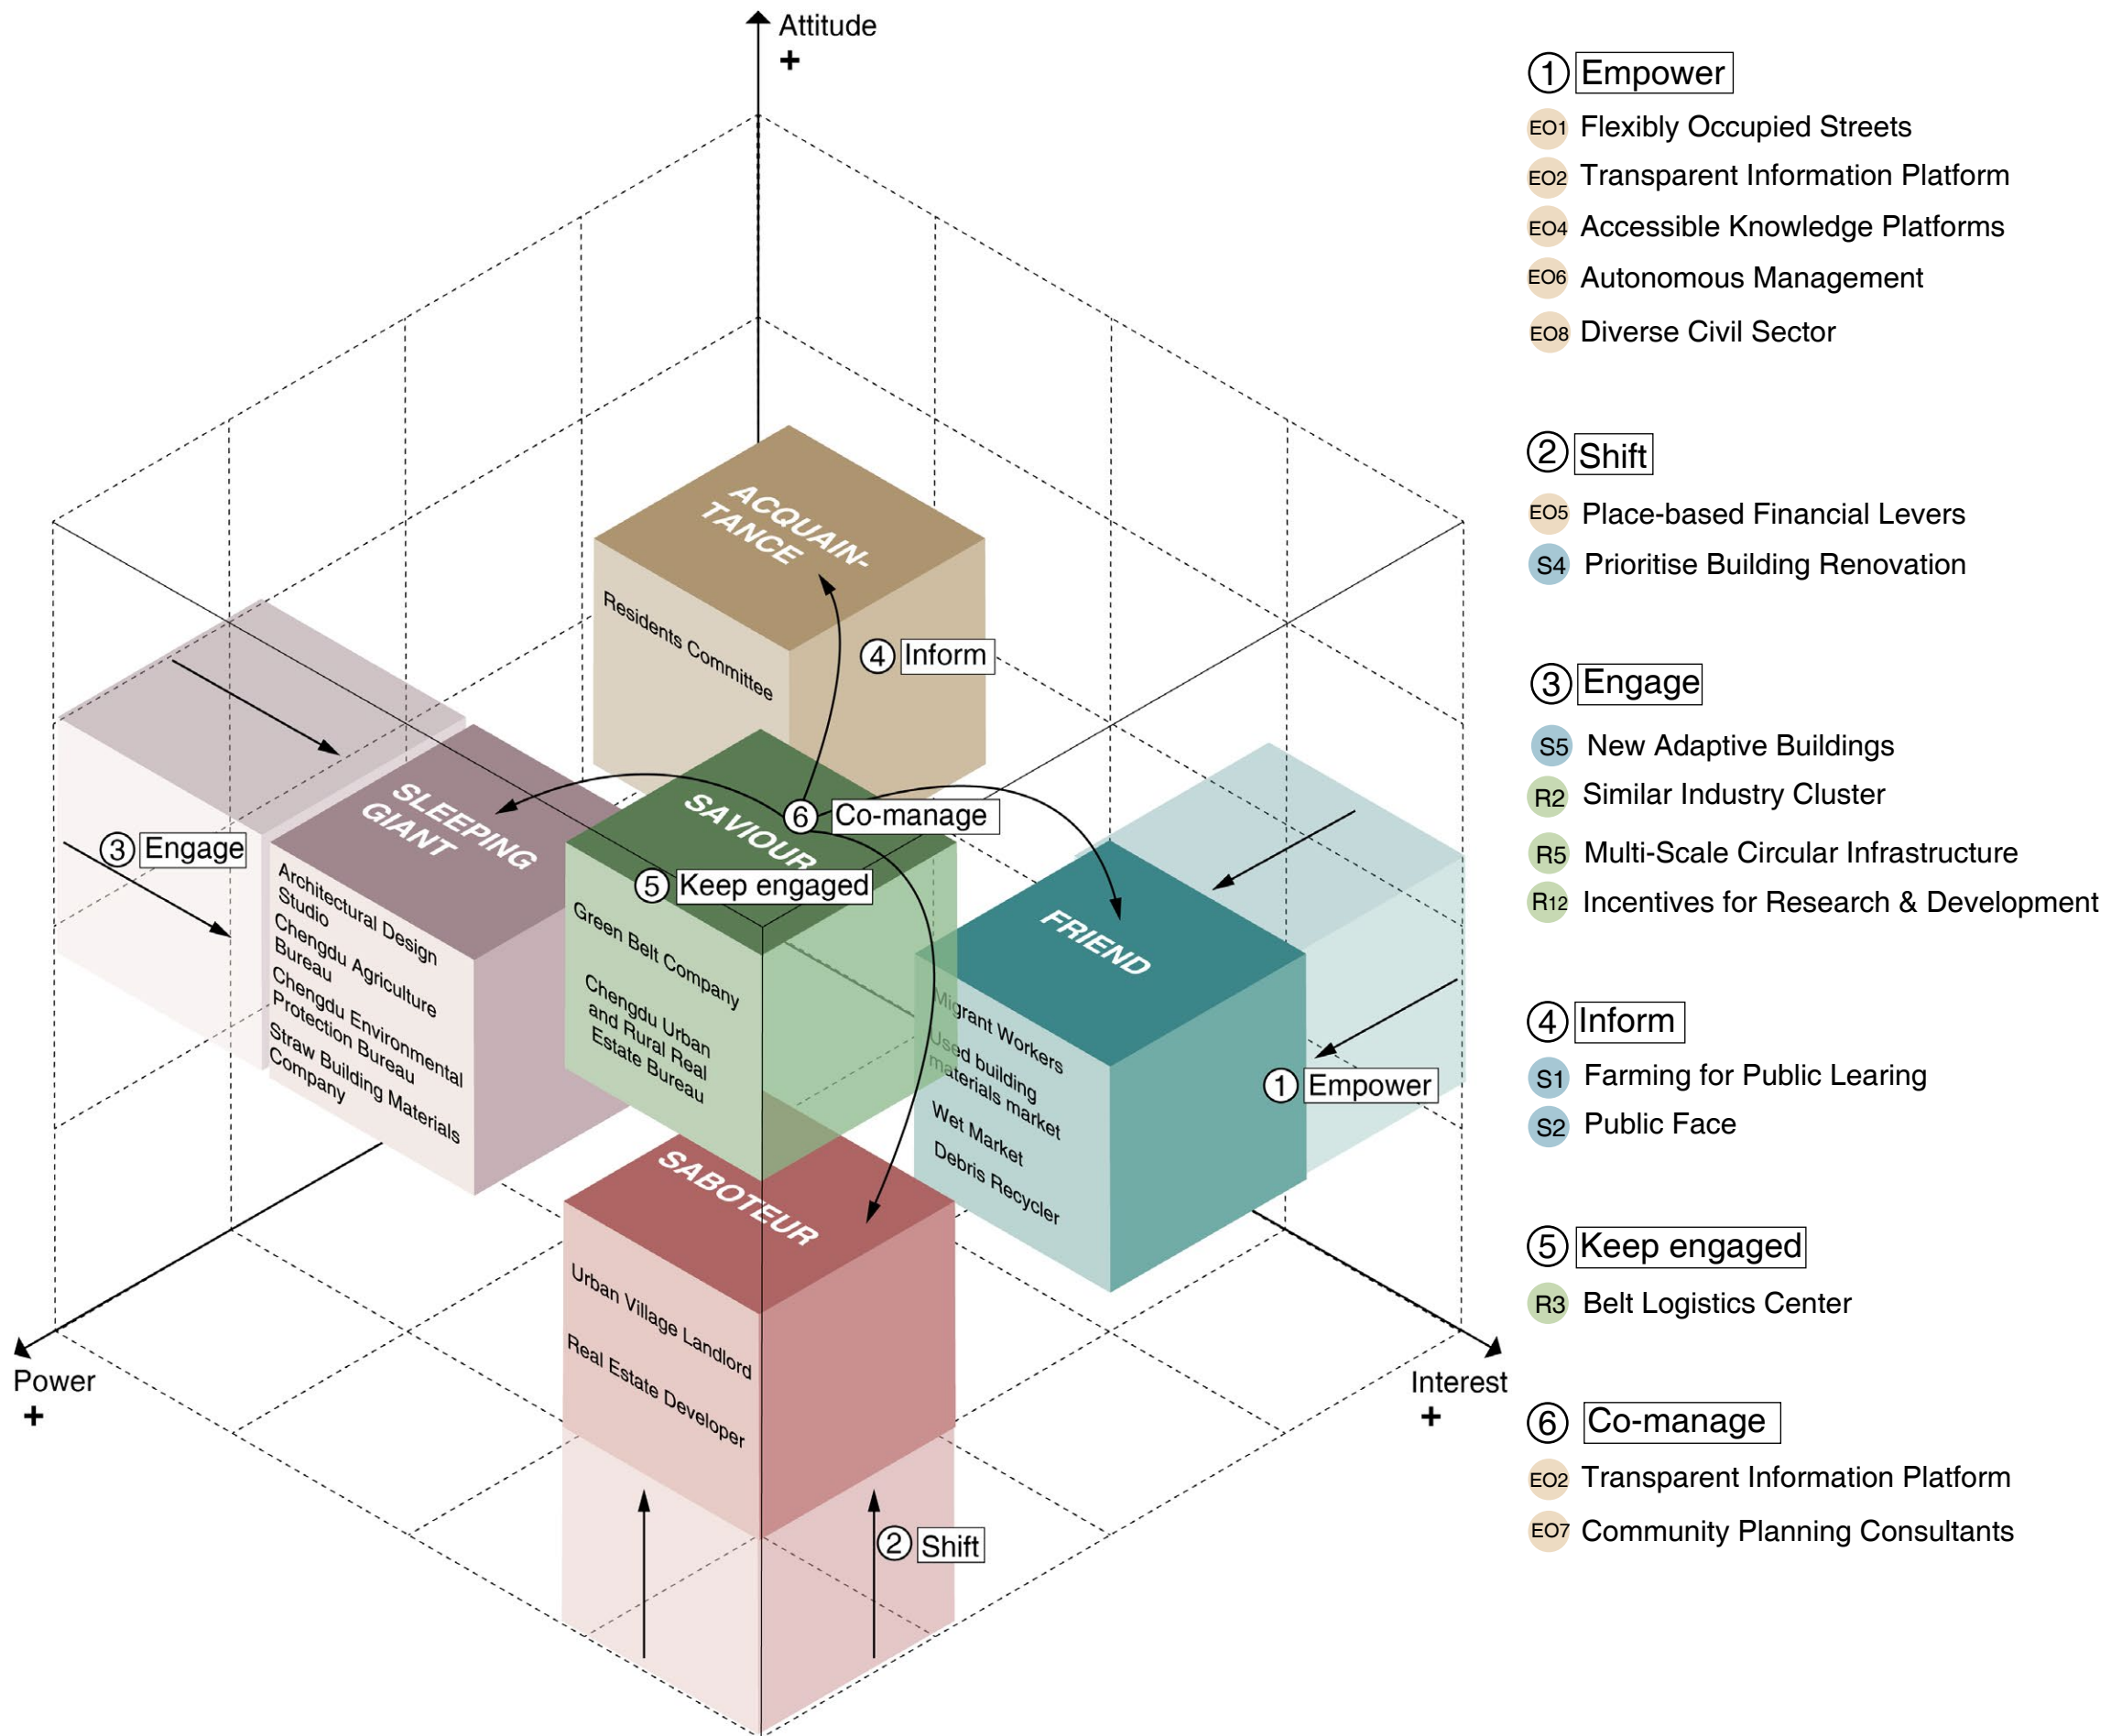 Attitude
+
ACQUAIN-
TANCE
Residents Committee
4 Inform
SLEEPING
GIANT
3 Engage
Architectural Design
Studio
Chengdu Agriculture
Bureau
Chengdu Environmental
Protection Bureau
Straw Building Materials
Company
SAVIOUR
6 Co-manage
5 Keep engaged
Green Belt Company
Chengdu Urban
and Rural Real
Estate Bureau
FRIEND
Migrant Workers
Used building
materials market
Wet Market
Debris Recycler
1 Empower
SABOTEUR
Urban Village Landlord
Real Estate Developer
2 Shift
Power
+
Interest
+
1 Empower
EO1 Flexibly Occupied Streets
EO2 Transparent Information Platform
EO4 Accessible Knowledge Platforms
EO6 Autonomous Management
EO8 Diverse Civil Sector
2 Shift
EO5 Place-based Financial Levers
S4 Prioritise Building Renovation
3 Engage
S5 New Adaptive Buildings
R2 Similar Industry Cluster
R5 Multi-Scale Circular Infrastructure
R12 Incentives for Research & Development
4 Inform
S1 Farming for Public Learing
S2 Public Face
5 Keep engaged
R3 Belt Logistics Center
6 Co-manage
EO2 Transparent Information Platform
EO7 Community Planning Consultants